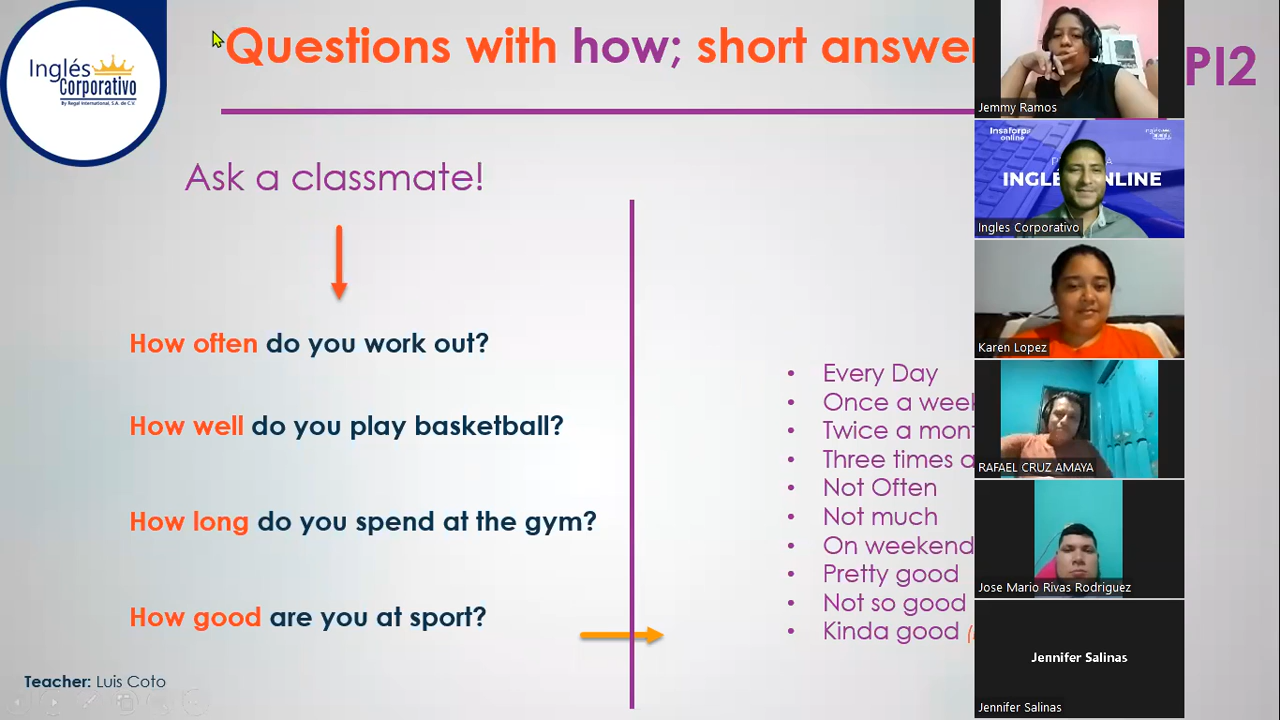 Inglés
Corporativo
By Regal International, S.A. de C.V.
Questions with how; short answe
PI2
Ask a classmate!
How often do you work out?
How well do you play basketball?
How long do you spend at the gym?
How good are you at sport?
• Every Day
• Once a week
• Twice a mon
• Three times a
• Not Often
• Not much
• On weekend
• Pretty good
• Not so good
• Kinda good
Teacher: Luis Coto
Jemmy Ramos
Insaforp
online
INGLÉ NLINE
Ingles Corporativo
Karen Lopez
RAFAEL CRUZ AMAYA
Jose Mario Rivas Rodriguez
Jennifer Salinas
Jennifer Salinas